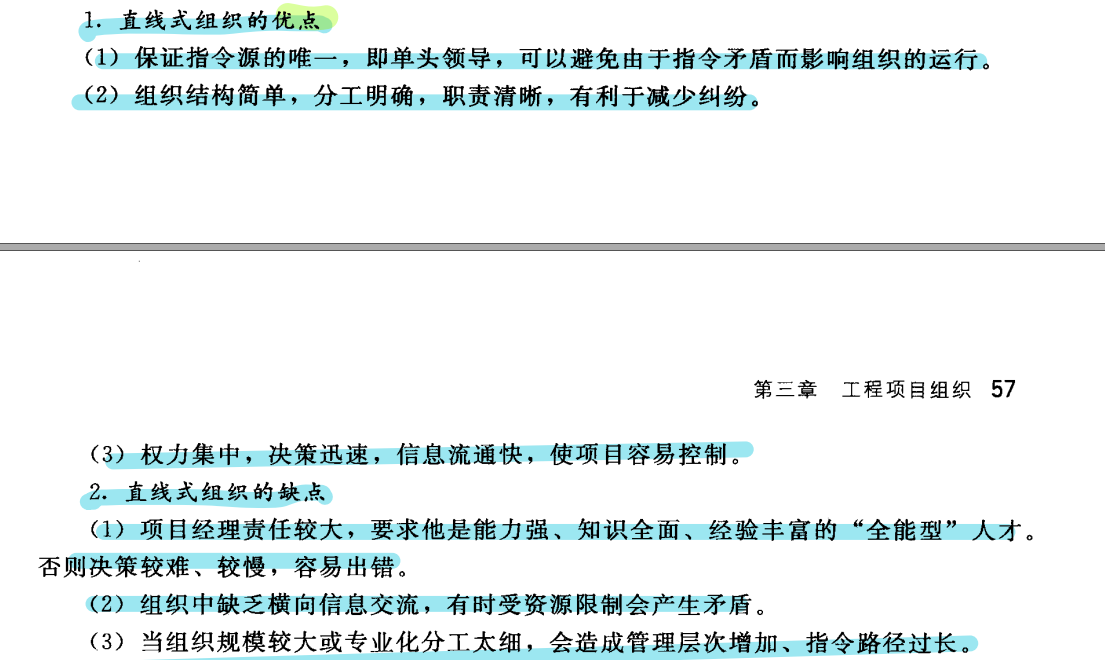 1. 直线式组织的优点
（1）保证指令源的唯一，即单头领导，可以避免由于指令矛盾而影响组织的运行。
（2）组织结构简单，分工明确，职责清晰，有利于减少纠纷。
第三章 工程项目组织 57
（3）权力集中，决策迅速，信息流通快，使项目容易控制。
2. 直线式组织的缺点
（1）项目经理责任较大，要求他是能力强、知识全面、经验丰富的“全能型”人才。
否则决策较难、较慢，容易出错。
（2）组织中缺乏横向信息交流，有时受资源限制会产生矛盾。
（3）当组织规模较大或专业化分工太细，会造成管理层次增加、指令路径过长。